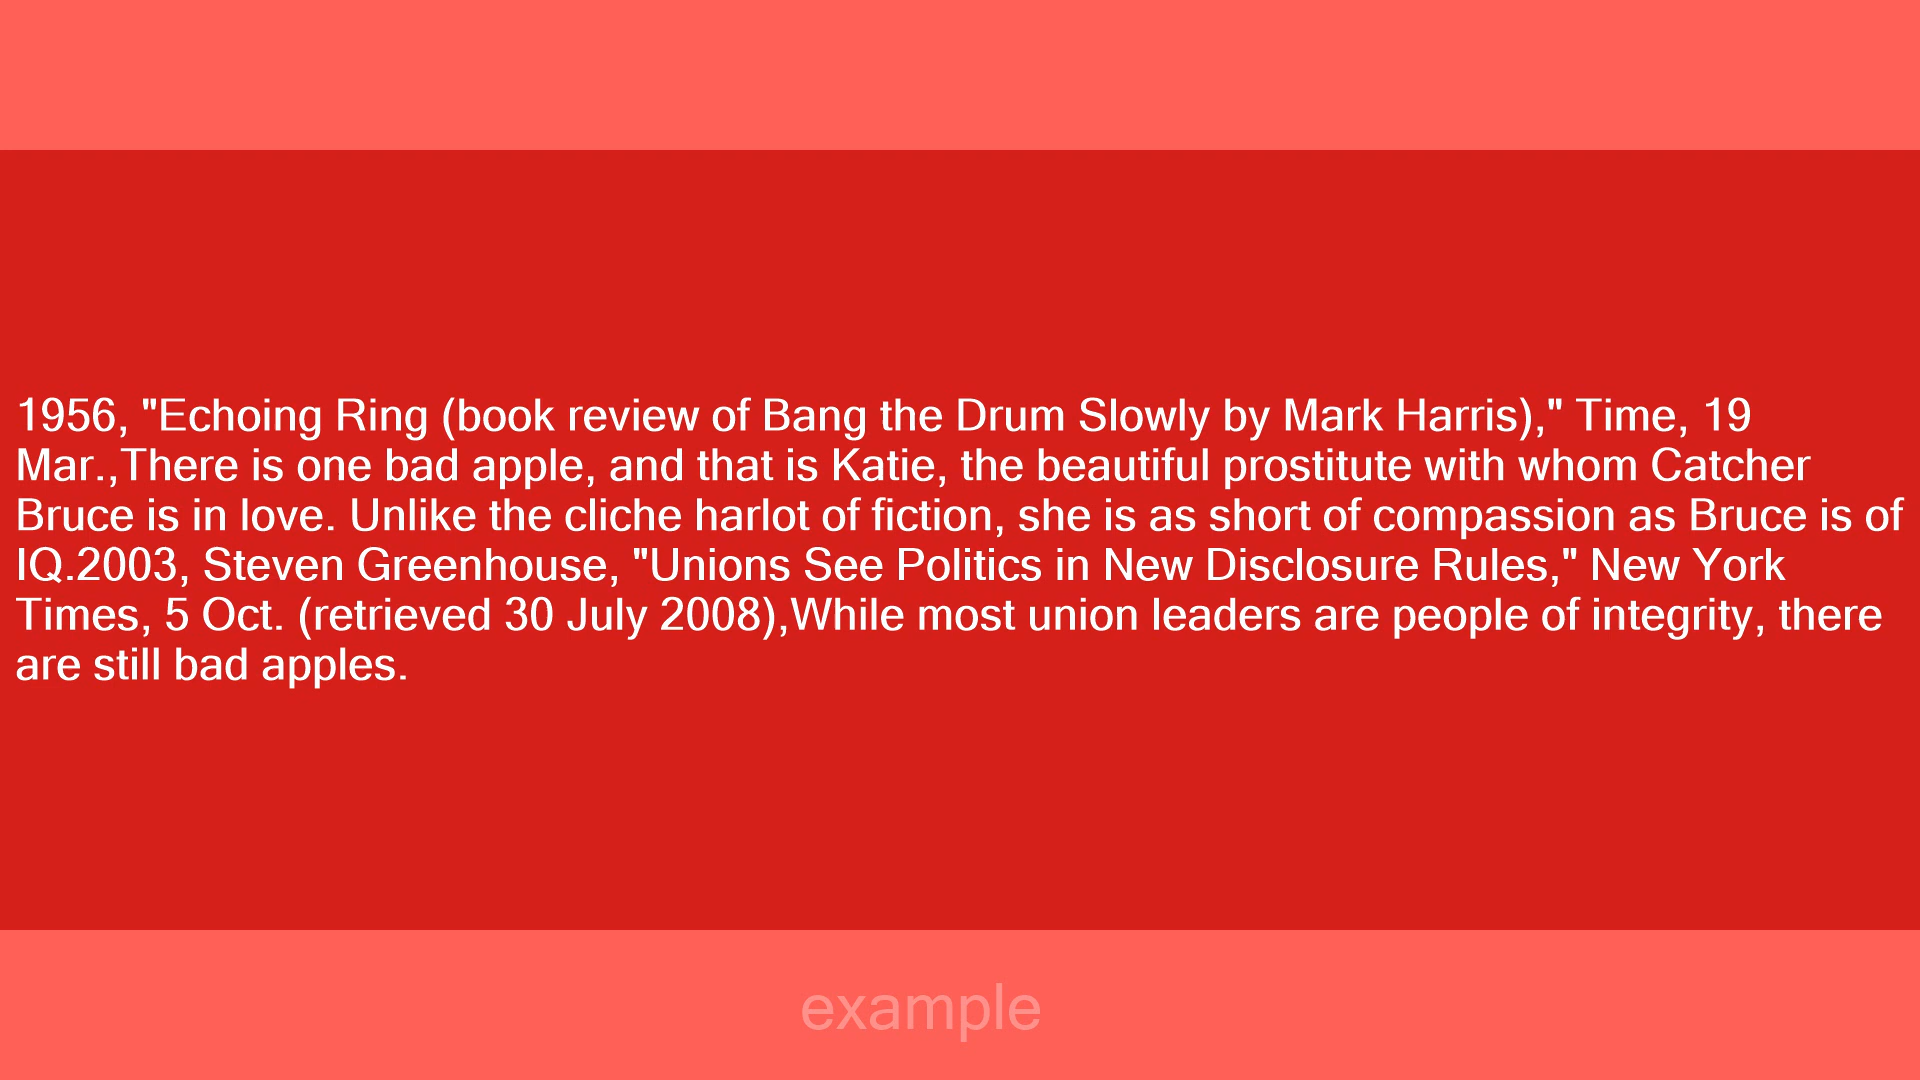 1956, "Echoing Ring (book review of Bang the Drum Slowly by Mark Harris)," Time, 19
Mar.,There is one bad apple, and that is Katie, the beautiful prostitute with whom Catcher
Bruce is in love. Unlike the cliche harlot of fiction, she is as short of compassion as Bruce is of
IQ.2003, Steven Greenhouse, "Unions See Politics in New Disclosure Rules," New York
Times, 5 Oct. (retrieved 30 July 2008),While most union leaders are people of integrity, there
are still bad apples.
example